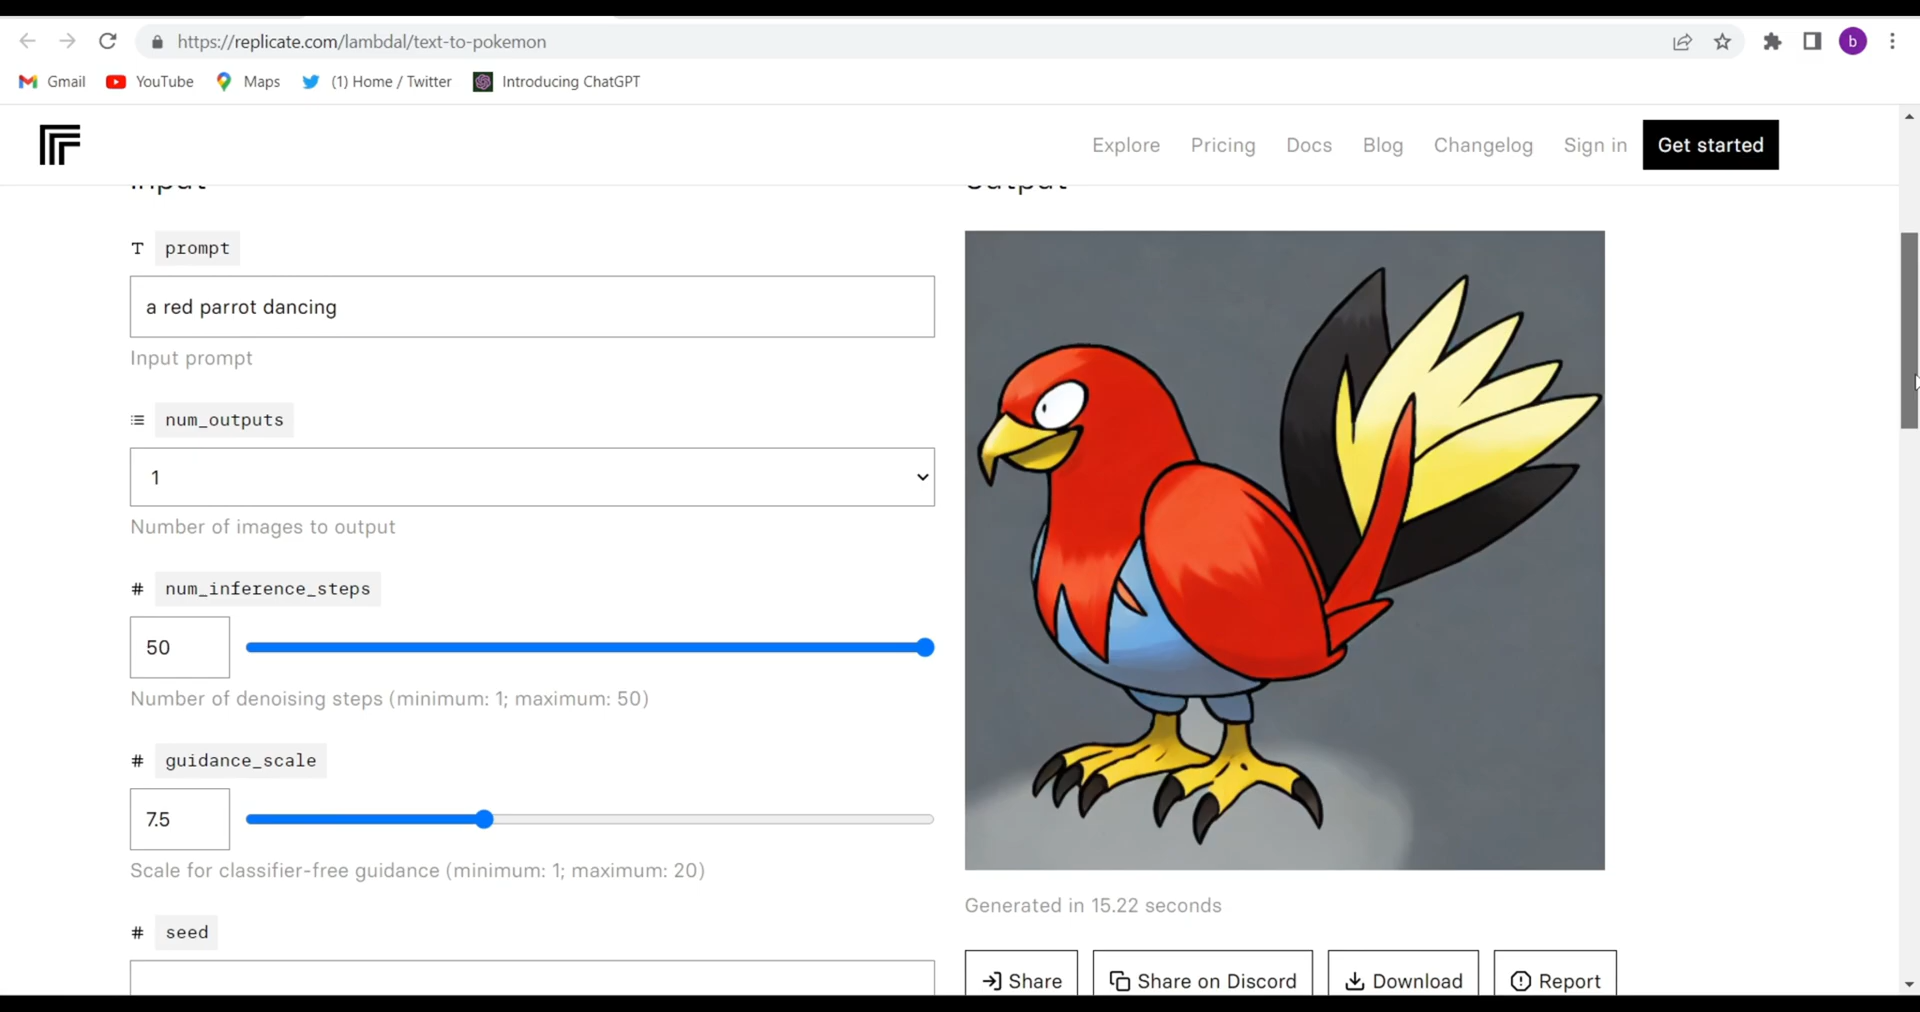 https://replicate.com/lambdal/text-to-pokemon
b
Gmail
YouTube
Maps
(1) Home / Twitter
Introducing ChatGPT
Explore
Pricing
Docs
Blog
Changelog
Sign in
Get started
Input
Output
T prompt
a red parrot dancing
Input prompt
num_outputs
1
Number of images to output
# num_inference_steps
50
Number of denoising steps (minimum: 1; maximum: 50)
# guidance_scale
7.5
Scale for classifier-free guidance (minimum: 1; maximum: 20)
# seed
Generated in 15.22 seconds
Share
Share on Discord
Download
Report